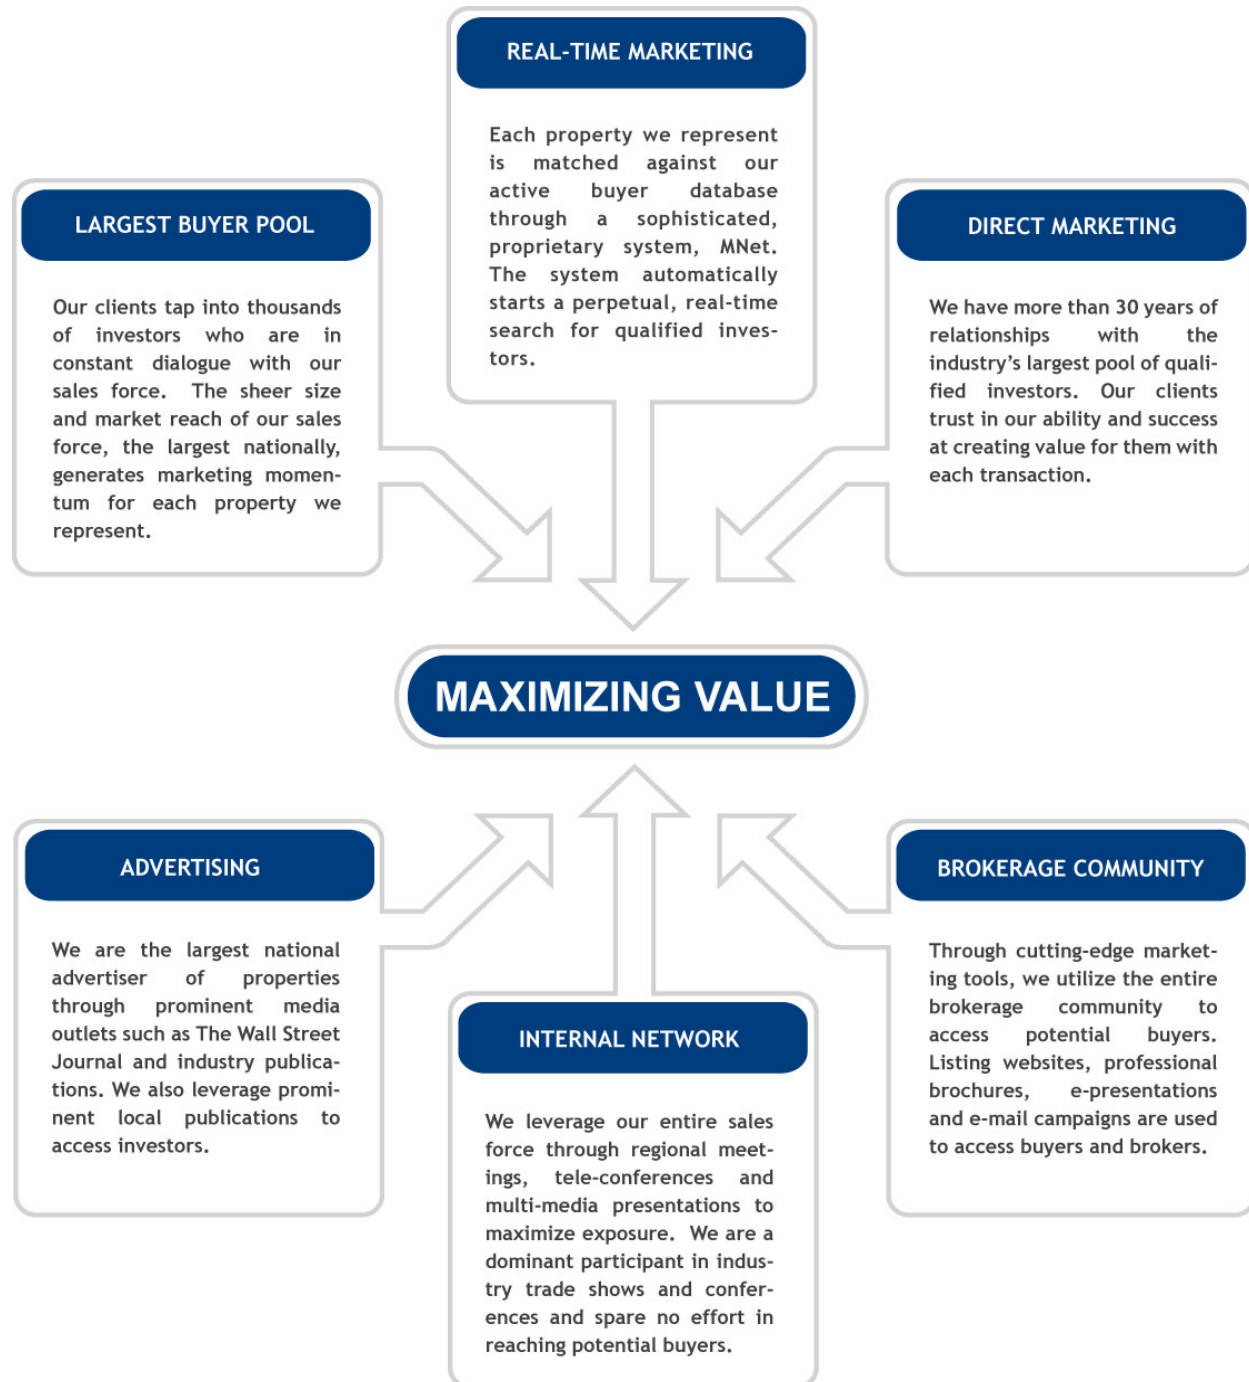 REAL-TIME MARKETING
Each property we represent
is matched against our
active buyer database
through a sophisticated,
proprietary system, MNet.
The system automatically
starts a perpetual, real-time
search for qualified inves-
tors.
LARGEST BUYER POOL
Our clients tap into thousands
of investors who are in
constant dialogue with our
sales force. The sheer size
and market reach of our sales
force, the largest nationally,
generates marketing momen-
tum for each property we
represent.
DIRECT MARKETING
We have more than 30 years of
relationships with the
industry’s largest pool of quali-
fied investors. Our clients
trust in our ability and success
at creating value for them with
each transaction.
MAXIMIZING VALUE
ADVERTISING
We are the largest national
advertiser of properties
through prominent media
outlets such as The Wall Street
Journal and industry publica-
tions. We also leverage promi-
nent local publications to
access investors.
INTERNAL NETWORK
We leverage our entire sales
force through regional meet-
ings, tele-conferences and
multi-media presentations to
maximize exposure. We are a
dominant participant in indus-
try trade shows and confer-
ences and spare no effort in
reaching potential buyers.
BROKERAGE COMMUNITY
Through cutting-edge market-
ing tools, we utilize the entire
brokerage community to
access potential buyers.
Listing websites, professional
brochures, e-presentations
and e-mail campaigns are used
to access buyers and brokers.